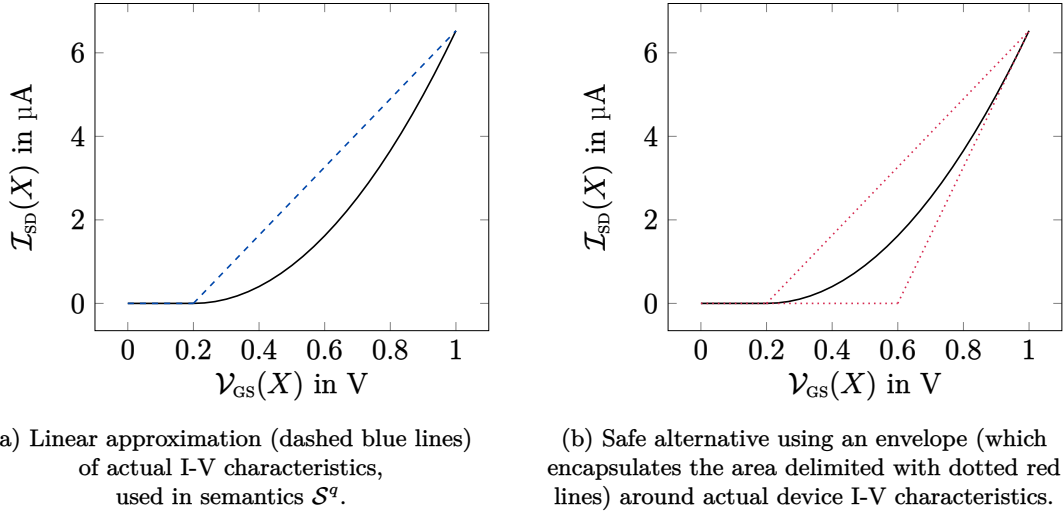 6
4
2
0
0
0.2
0.4
0.6
0.8
1
𝓘SD(X) in µA
𝓥GS(X) in V
a) Linear approximation (dashed blue lines)
of actual I-V characteristics,
used in semantics 𝓢^q.
6
4
2
0
0
0.2
0.4
0.6
0.8
1
𝓘SD(X) in µA
𝓥GS(X) in V
(b) Safe alternative using an envelope (which
encapsulates the area delimited with dotted red
lines) around actual device I-V characteristics.